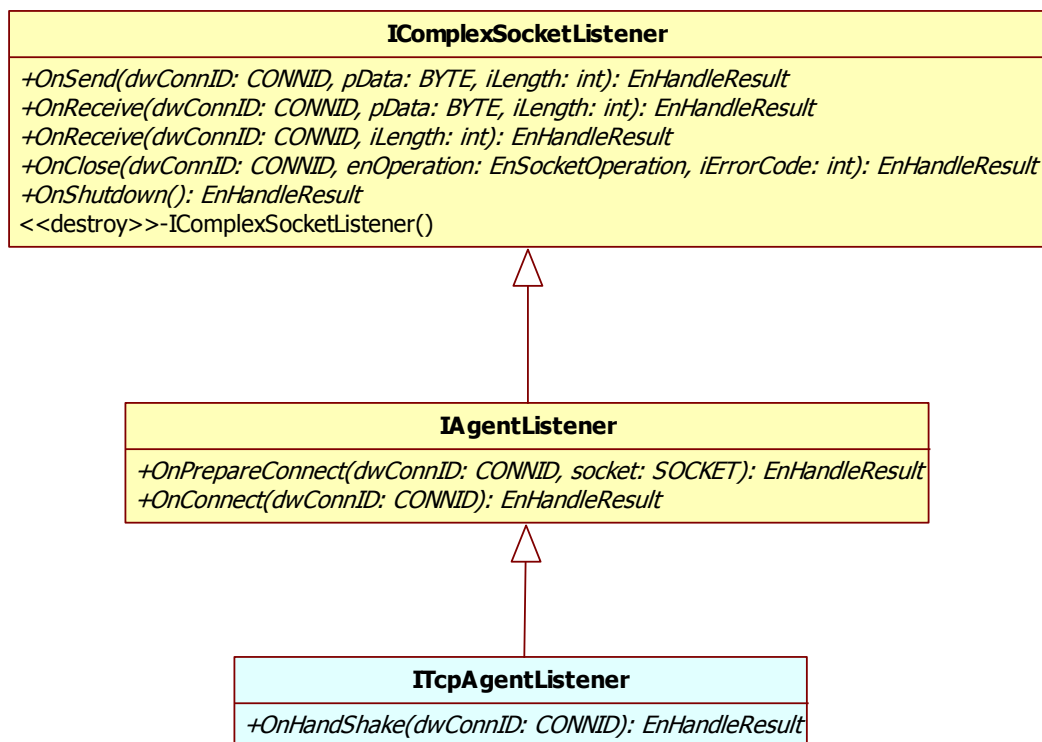 IComplexSocketListener
+OnSend(dwConnID: CONNID, pData: BYTE, iLength: int): EnHandleResult
+OnReceive(dwConnID: CONNID, pData: BYTE, iLength: int): EnHandleResult
+OnReceive(dwConnID: CONNID, iLength: int): EnHandleResult
+OnClose(dwConnID: CONNID, enOperation: EnSocketOperation, iErrorCode: int): EnHandleResult
+OnShutdown(): EnHandleResult
<<destroy>>-IComplexSocketListener()
IAgentListener
+OnPrepareConnect(dwConnID: CONNID, socket: SOCKET): EnHandleResult
+OnConnect(dwConnID: CONNID): EnHandleResult
ITcpAgentListener
+OnHandShake(dwConnID: CONNID): EnHandleResult